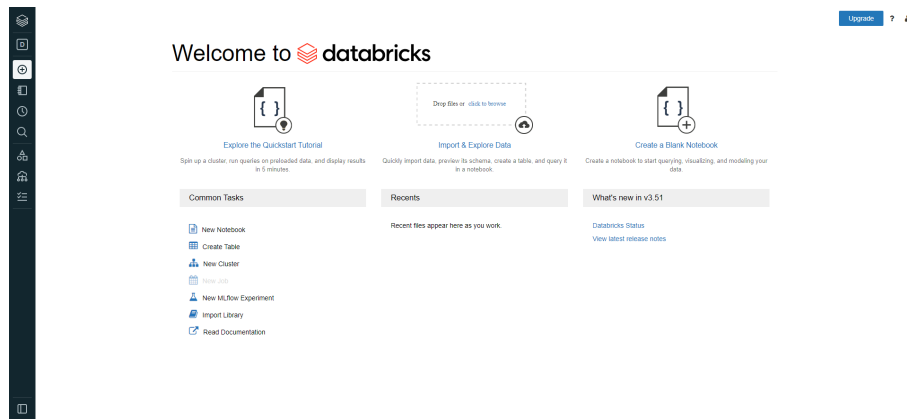 Upgrade ?
Welcome to databricks
Drop files or click to browse
Explore the Quickstart Tutorial
Spin up a cluster, run queries on preloaded data, and display results
in 5 minutes.
Import & Explore Data
Quickly import data, preview its schema, create a table, and query it
in a notebook.
Create a Blank Notebook
Create a notebook to start querying, visualizing, and modeling your
data.
Common Tasks
New Notebook
Create Table
New Cluster
New Job
New MLflow Experiment
Import Library
Read Documentation
Recents
Recent files appear here as you work.
What's new in v3.51
Databricks Status
View latest release notes
D